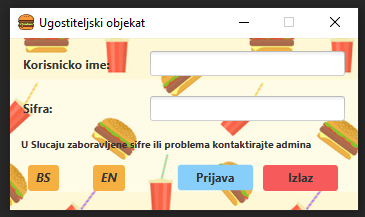 Ugostiteljski objekat
Korisnicko ime:
Sifra:
U Slucaju zaboravljene sifre ili problema kontaktirajte admina
BS EN Prijava Izlaz